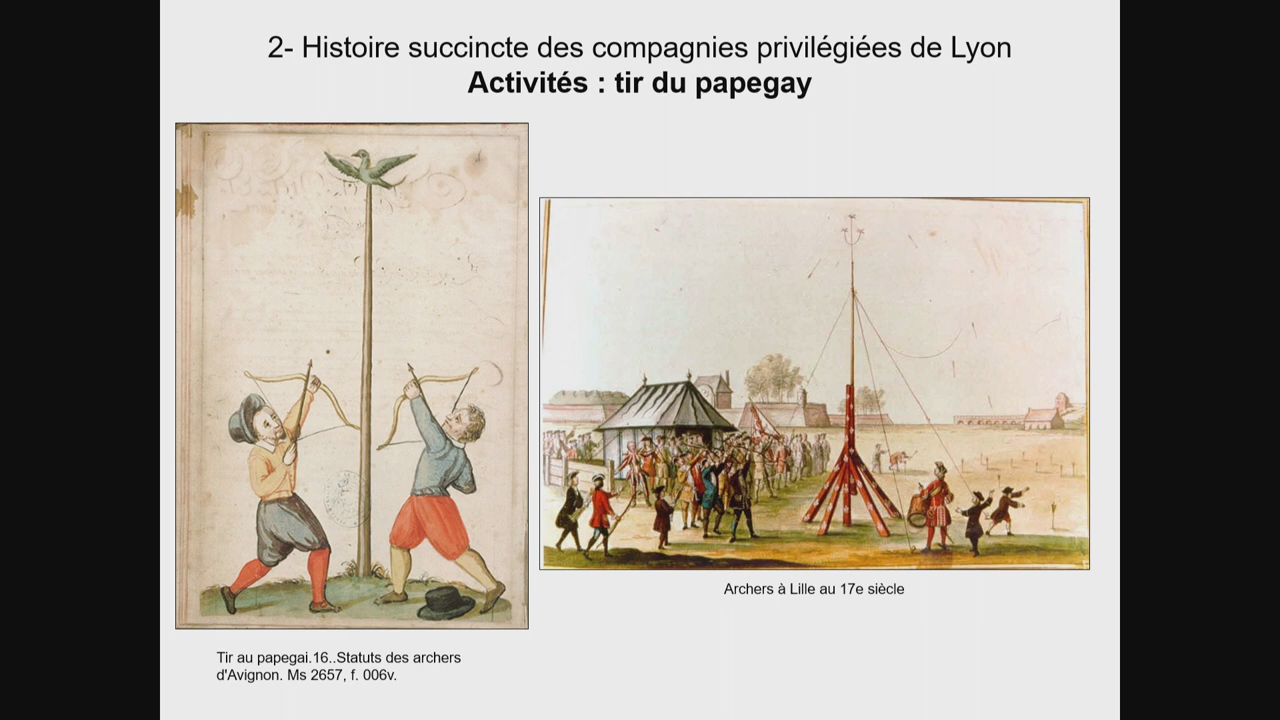 2- Histoire succincte des compagnies privilégiées de Lyon
Activités : tir du papegay
Archers à Lille au 17e siècle
Tir au papegai.16..Statuts des archers
d'Avignon. Ms 2657, f. 006v.